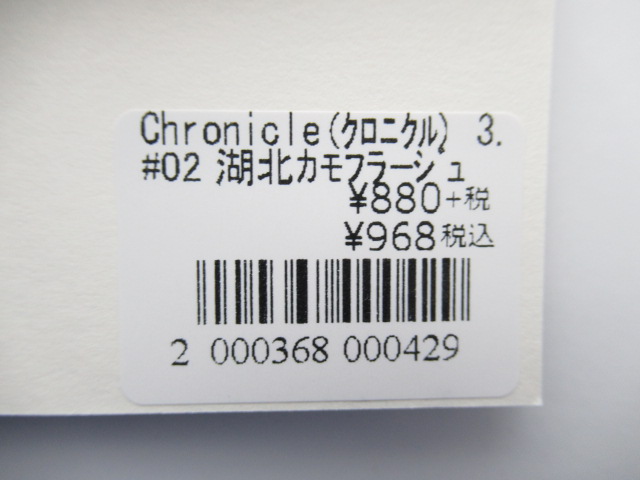 Chronicle(クロニクル) 3.
#02 湖北カモフラージュ
¥880+税
¥968税込
2 000368 000429